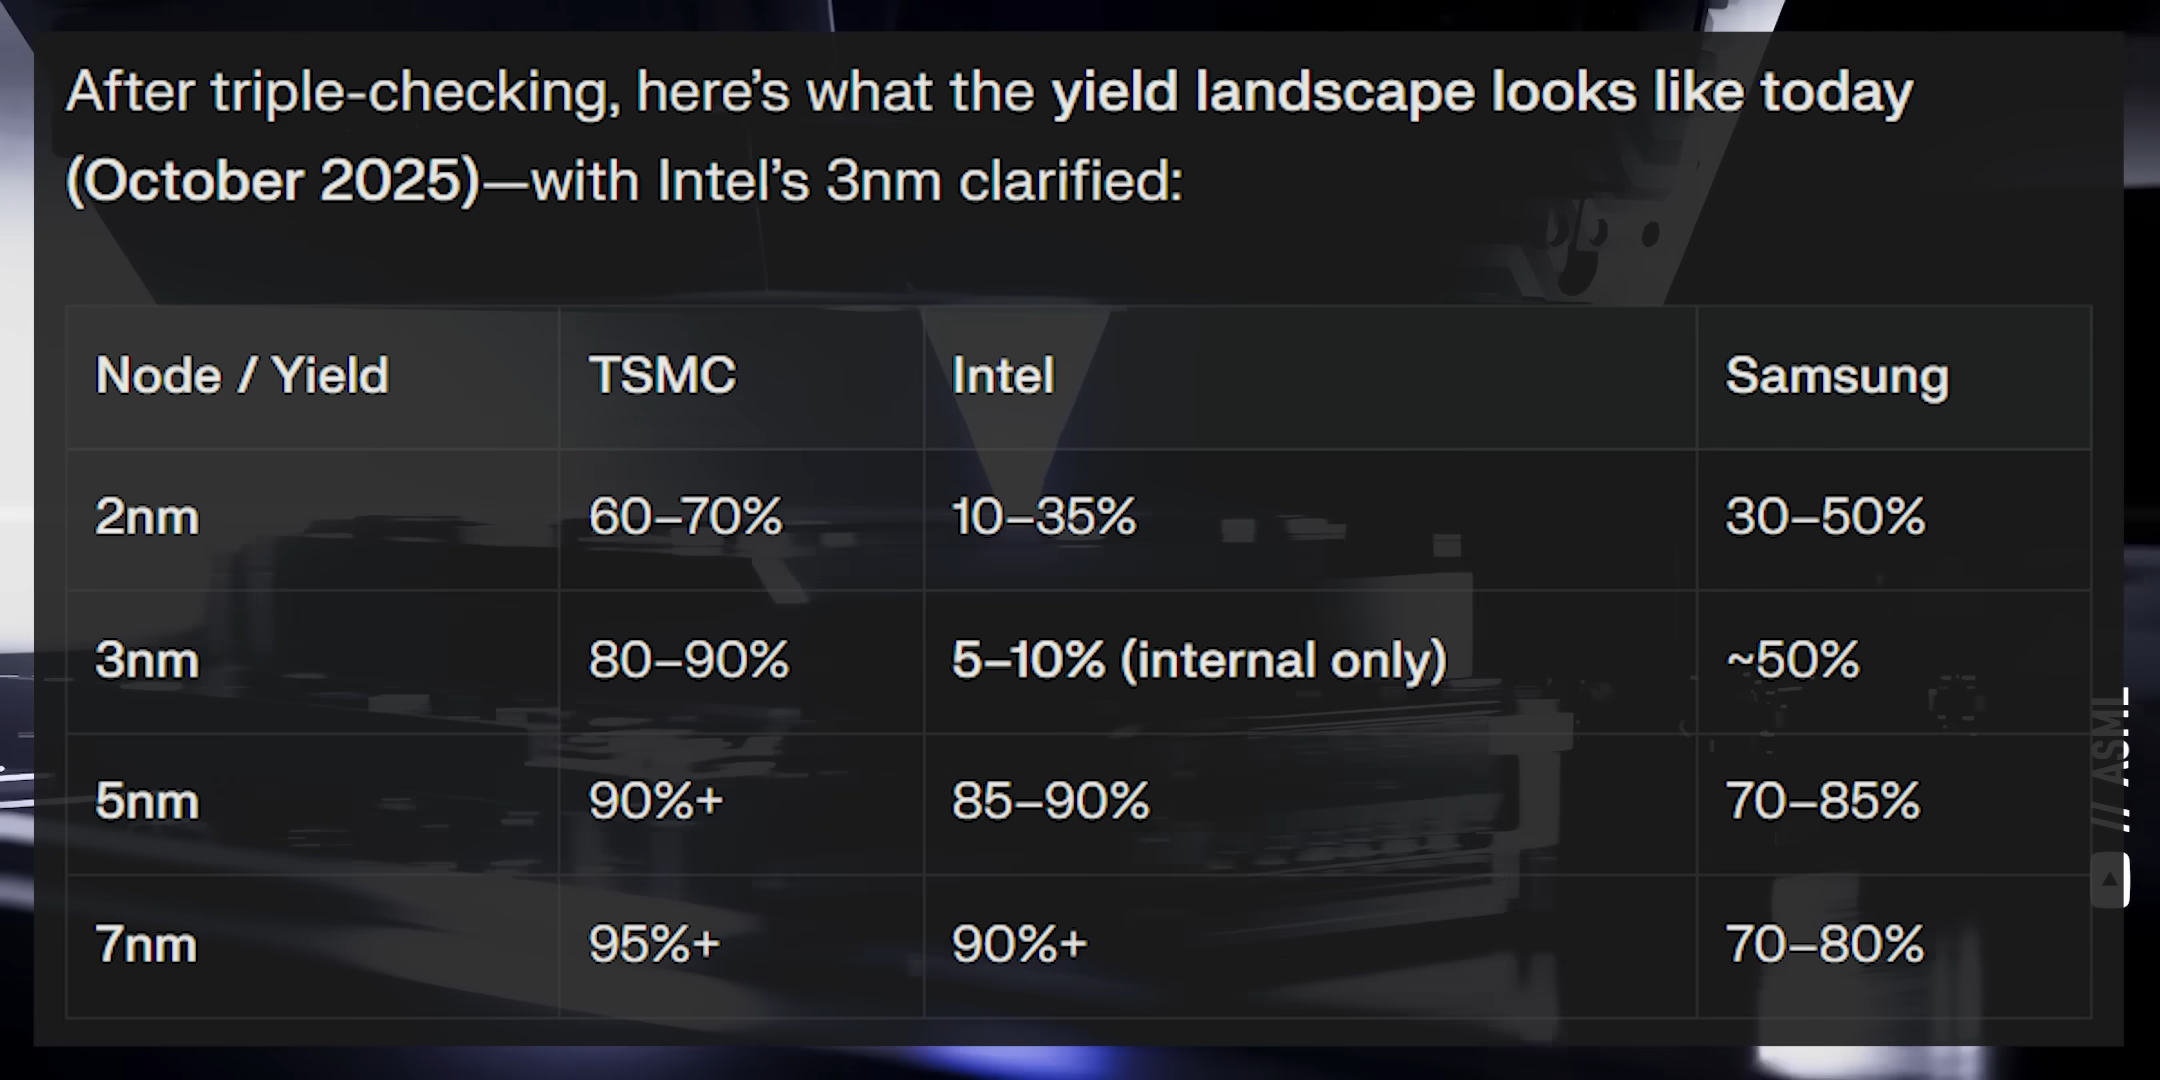 After triple-checking, here’s what the yield landscape looks like today
(October 2025)—with Intel’s 3nm clarified:
Node / Yield TSMC Intel Samsung
2nm 60–70% 10–35% 30–50%
3nm 80–90% 5–10% (internal only) ~50%
5nm 90%+ 85–90% 70–85%
7nm 95%+ 90%+ 70–80%
// ASML